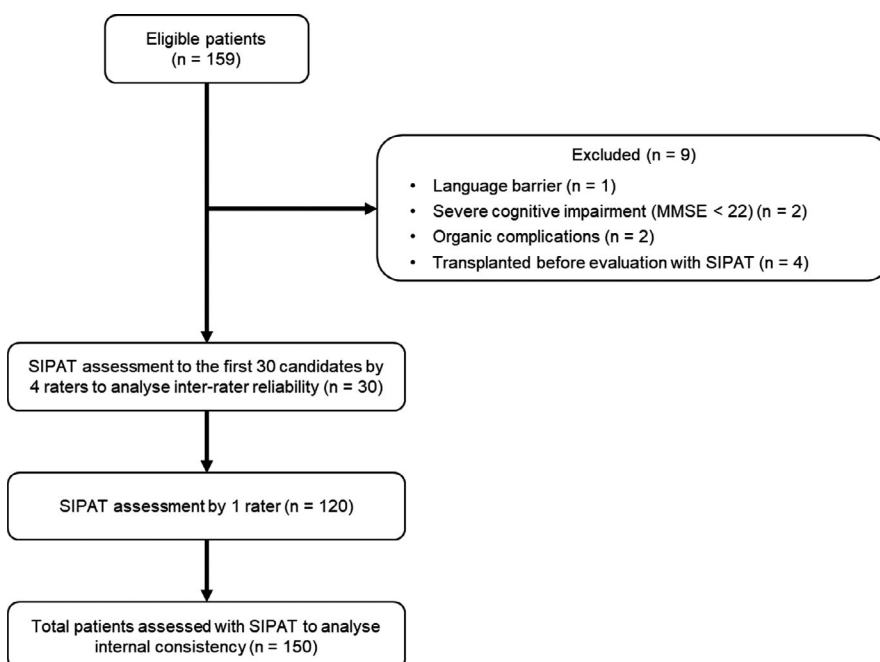 Eligible patients
(n = 159)
Excluded (n = 9)
• Language barrier (n = 1)
• Severe cognitive impairment (MMSE < 22) (n = 2)
• Organic complications (n = 2)
• Transplanted before evaluation with SIPAT (n = 4)
SIPAT assessment to the first 30 candidates by
4 raters to analyse inter-rater reliability (n = 30)
SIPAT assessment by 1 rater (n = 120)
Total patients assessed with SIPAT to analyse
internal consistency (n = 150)